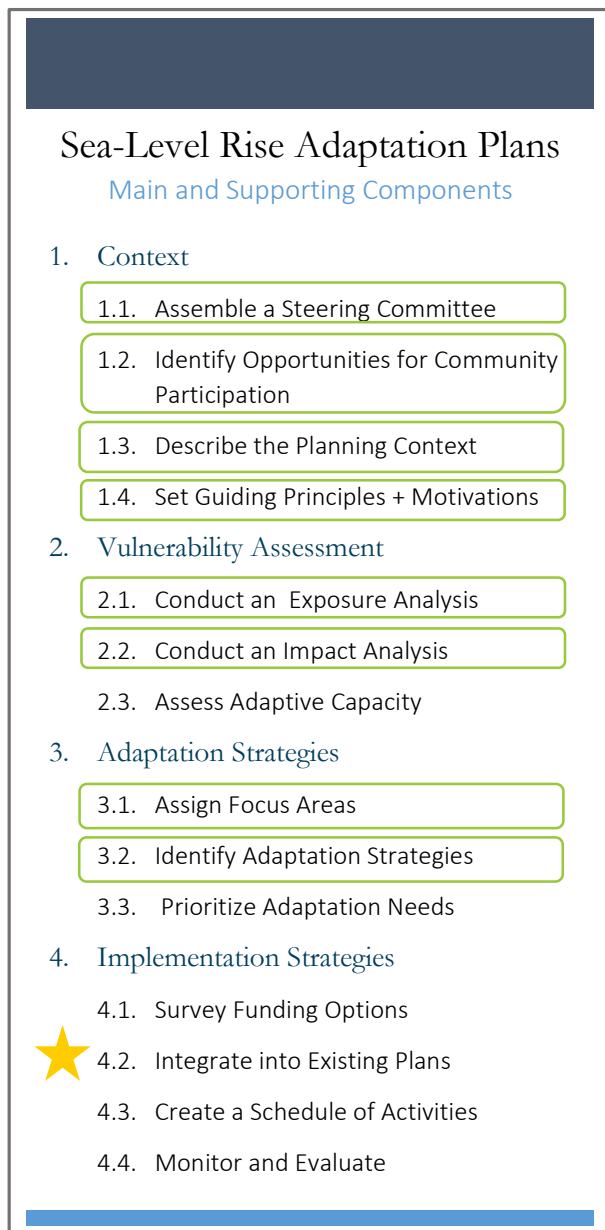 Sea-Level Rise Adaptation Plans
Main and Supporting Components
1. Context
1.1. Assemble a Steering Committee
1.2. Identify Opportunities for Community
Participation
1.3. Describe the Planning Context
1.4. Set Guiding Principles + Motivations
2. Vulnerability Assessment
2.1. Conduct an Exposure Analysis
2.2. Conduct an Impact Analysis
2.3. Assess Adaptive Capacity
3. Adaptation Strategies
3.1. Assign Focus Areas
3.2. Identify Adaptation Strategies
3.3. Prioritize Adaptation Needs
4. Implementation Strategies
4.1. Survey Funding Options
4.2. Integrate into Existing Plans
4.3. Create a Schedule of Activities
4.4. Monitor and Evaluate